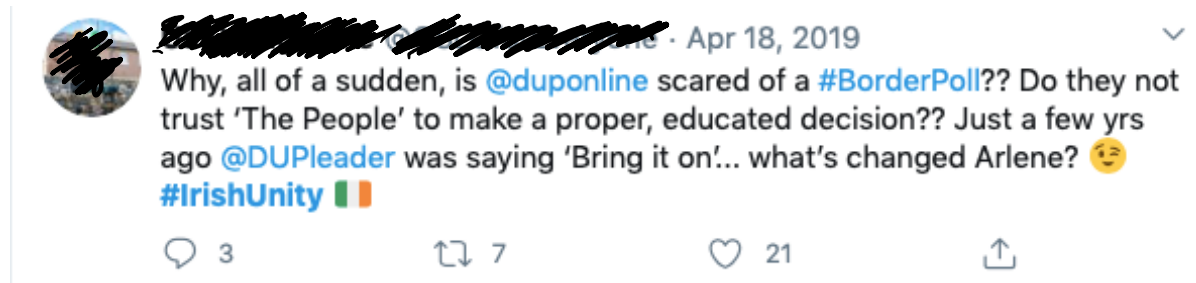 · Apr 18, 2019
Why, all of a sudden, is @duponline scared of a #BorderPoll?? Do they not
trust ‘The People’ to make a proper, educated decision?? Just a few yrs
ago @DUPleader was saying ‘Bring it on’... what’s changed Arlene? 😉
#IrishUnity 🇮🇪
3 7 21